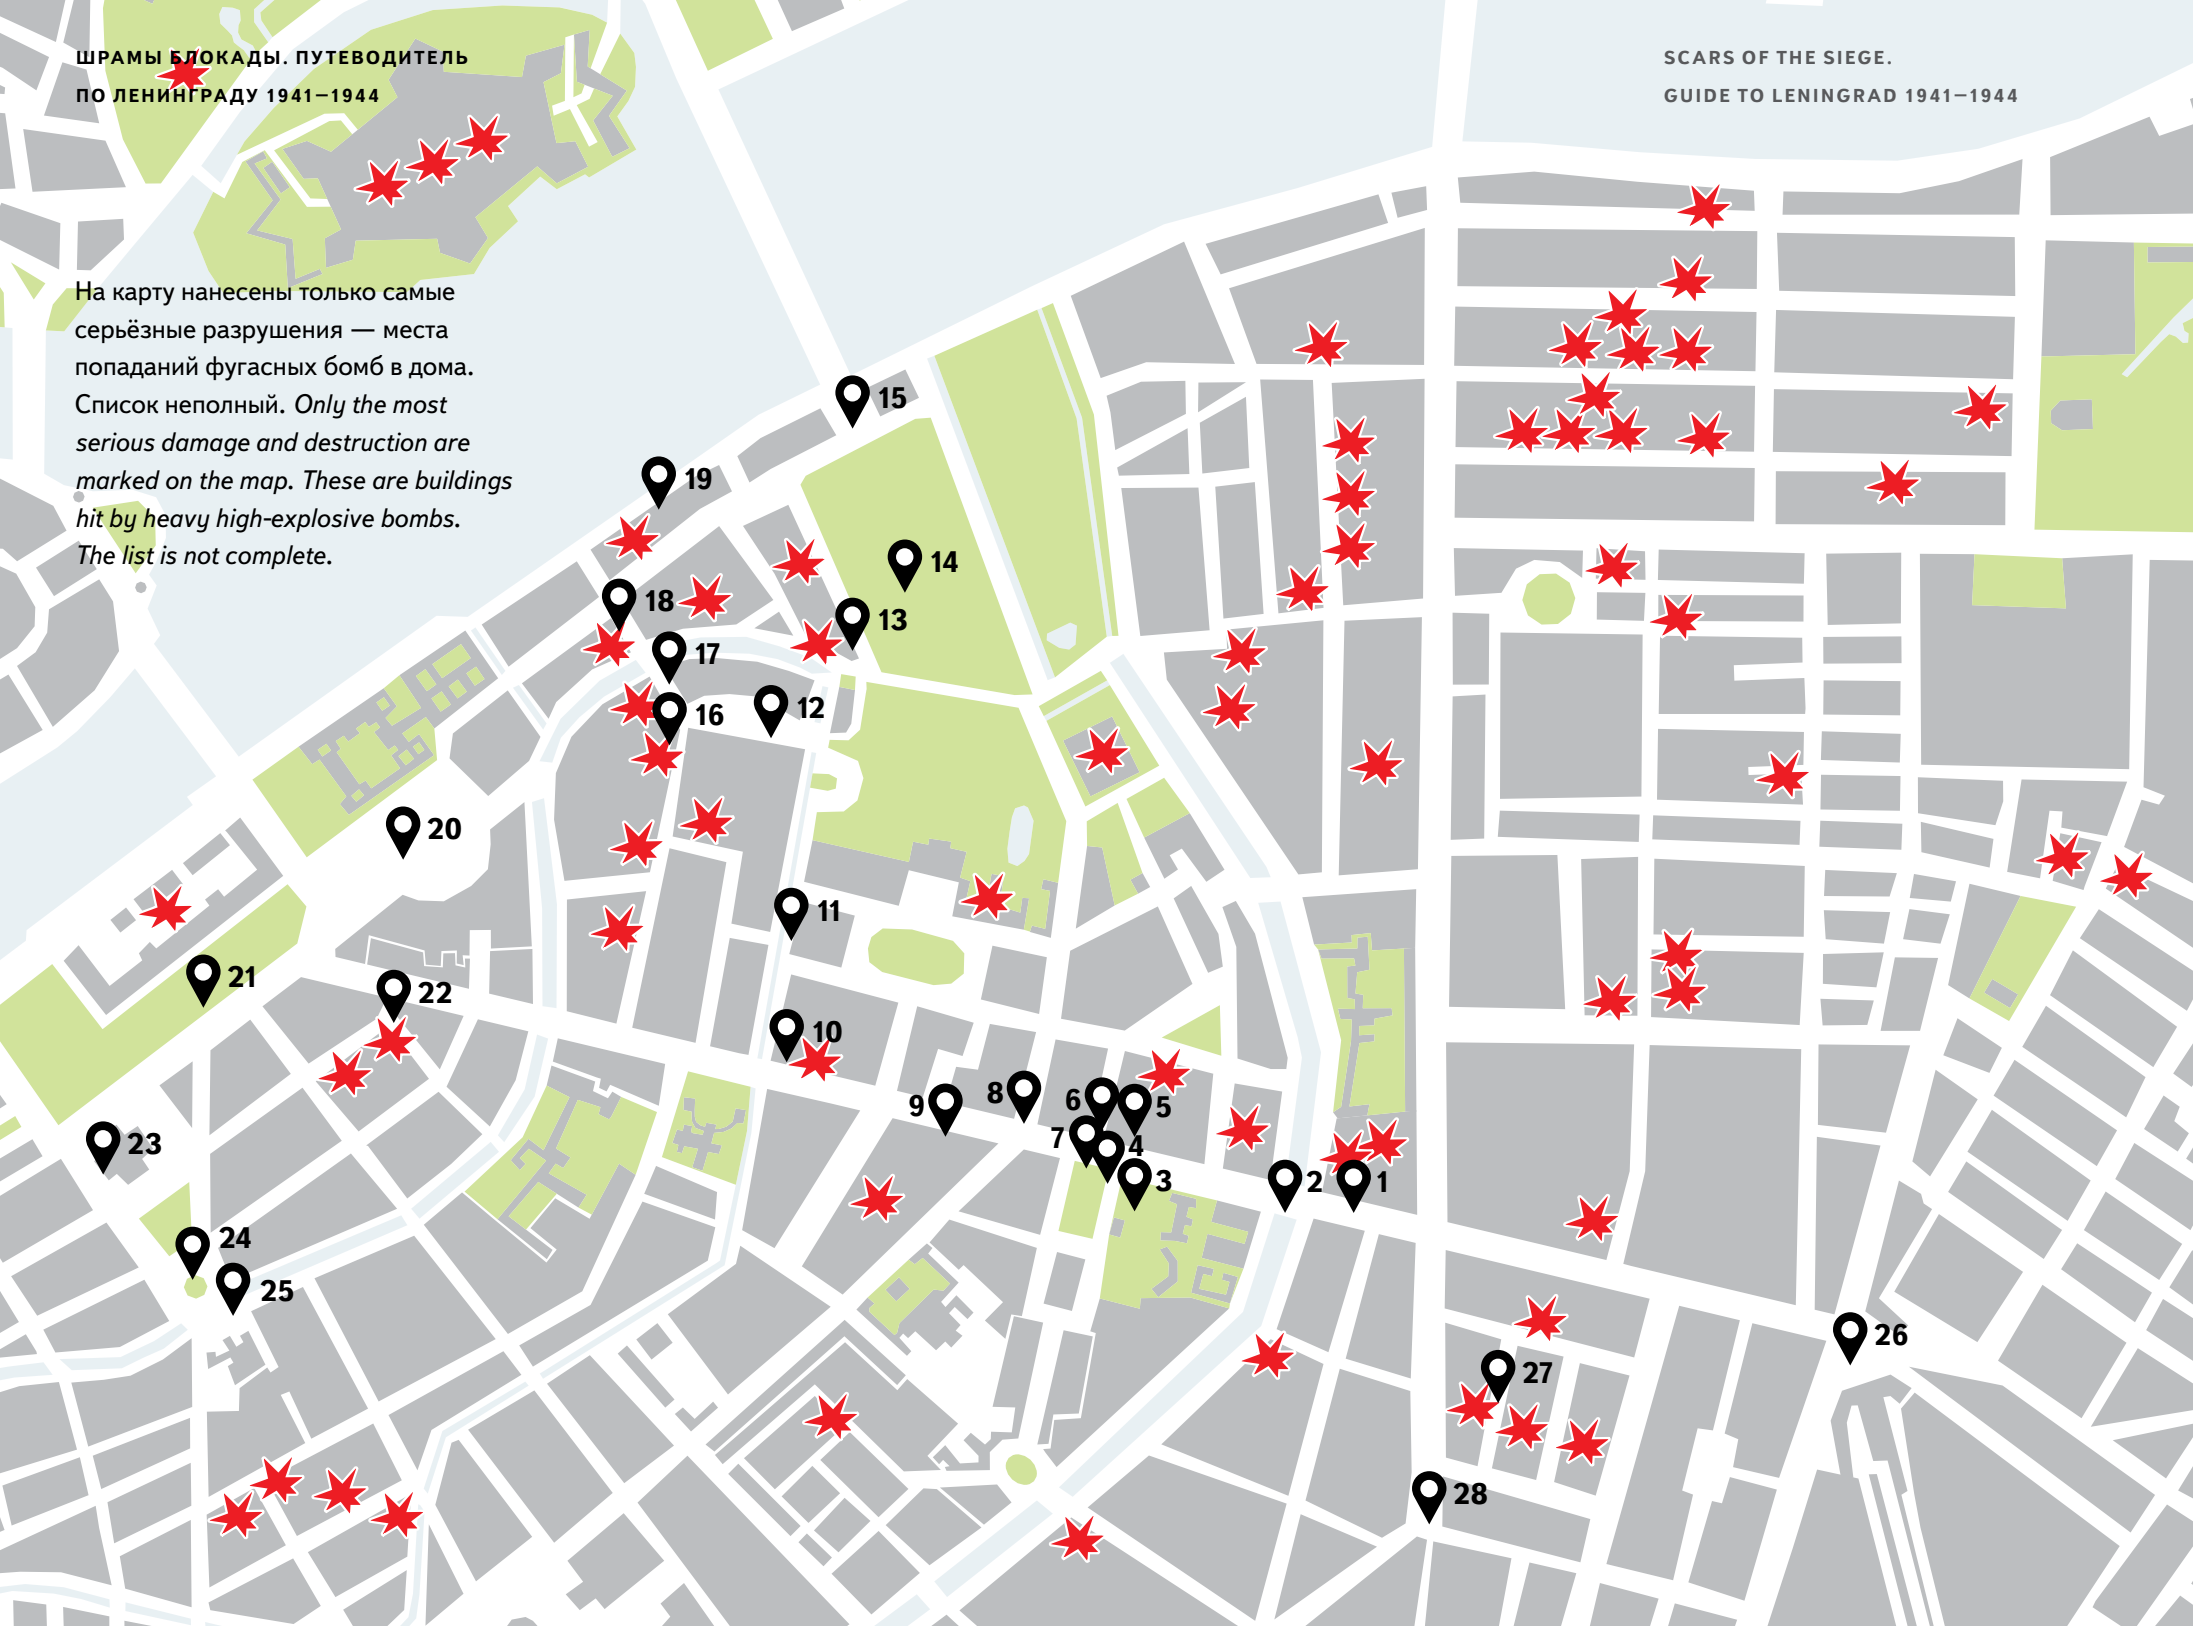 ШРАМЫ БЛОКАДЫ. ПУТЕВОДИТЕЛЬ
ПО ЛЕНИНГРАДУ 1941–1944
SCARS OF THE SIEGE.
GUIDE TO LENINGRAD 1941–1944
На карту нанесены только самые
серьёзные разрушения — места
попаданий фугасных бомб в дома.
Список неполный. Only the most
serious damage and destruction are
marked on the map. These are buildings
hit by heavy high-explosive bombs.
The list is not complete.
15
19
14
18
13
17
12
16
20
11
21
22
10
9
8
6
5
7
4
3
2
1
23
24
25
26
27
28